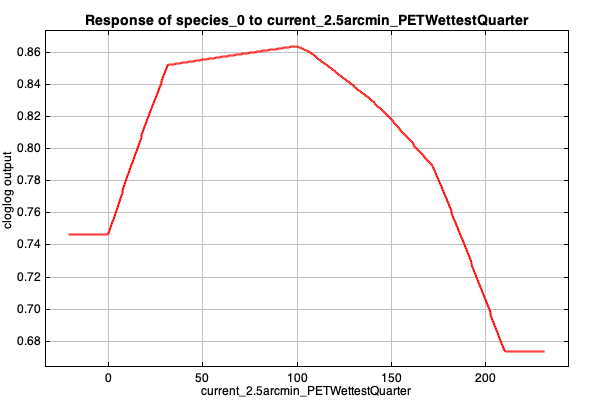 Response of species_0 to current_2.5arcmin_PETWettestQuarter
cloglog output
0.86
0.84
0.82
0.80
0.78
0.76
0.74
0.72
0.70
0.68
0 50 100 150 200
current_2.5arcmin_PETWettestQuarter